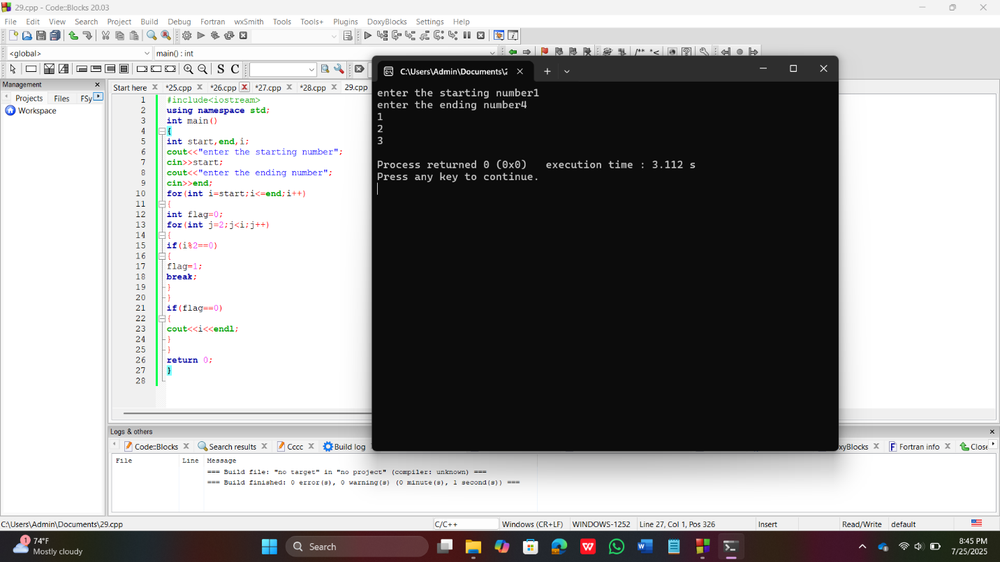 29.cpp - Code::Blocks 20.03
File Edit View Search Project Build Debug Fortran wxSmith Tools Tools+ Plugins DoxyBlocks Settings Help
<global>
main() : int
/** *<
S C
Management
Projects Files FSy
Workspace
Start here *25.cpp *26.cpp *27.cpp *28.cpp 29.cpp
1 #include<iostream>
2 using namespace std;
3 int main()
4 {
5 int start,end,i;
6 cout<<"enter the starting number";
7 cin>>start;
8 cout<<"enter the ending number";
9 cin>>end;
10 for(int i=start;i<=end;i++)
11 {
12 int flag=0;
13 for(int j=2;j<i;j++)
14 {
15 if(i%2==0)
16 {
17 flag=1;
18 break;
19 }
20 }
21 if(flag==0)
22 {
23 cout<<i<<endl;
24 }
25 }
26 return 0;
27 }
28
C:\Users\Admin\Documents\2
enter the starting number1
enter the ending number4
1
2
3
Process returned 0 (0x0)   execution time : 3.112 s
Press any key to continue.
Logs & others
Code::Blocks Search results Cccc Build log xyBlocks Fortran info Close
File Line Message
=== Build file: "no target" in "no project" (compiler: unknown) ===
=== Build finished: 0 error(s), 0 warning(s) (0 minute(s), 1 second(s)) ===
C:\Users\Admin\Documents\29.cpp C/C++ Windows (CR+LF) WINDOWS-1252 Line 27, Col 1, Pos 326 Insert Read/Write default
1
74°F
Mostly cloudy
Search
8:45 PM
7/25/2025